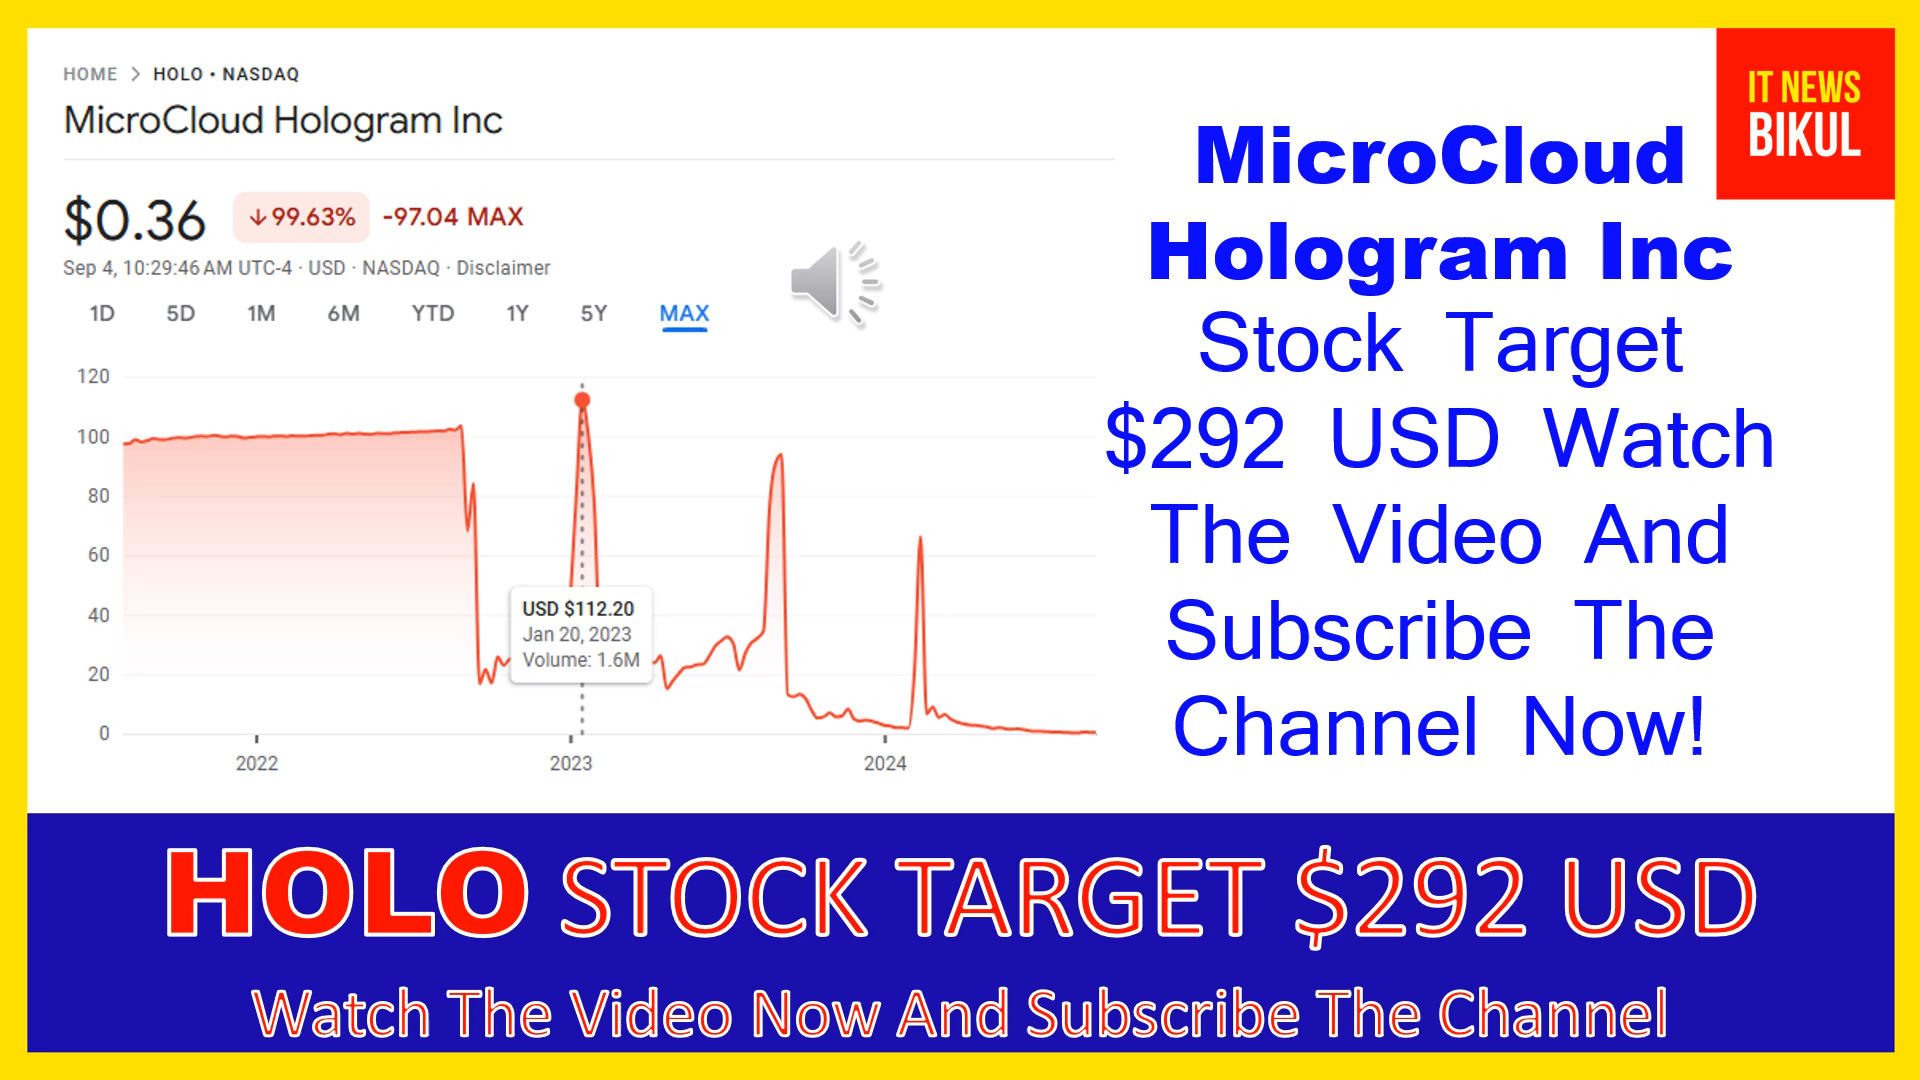 HOME > HOLO • NASDAQ
MicroCloud Hologram Inc
$0.36 ↓99.63% -97.04 MAX
Sep 4, 10:29:46 AM UTC-4 · USD · NASDAQ · Disclaimer
1D 5D 1M 6M YTD 1Y 5Y MAX
120
100
80
60
40
20
0
USD $112.20
Jan 20, 2023
Volume: 1.6M
2022 2023 2024
IT NEWS
BIKUL
MicroCloud
Hologram Inc
Stock Target
$292 USD Watch
The Video And
Subscribe The
Channel Now!
HOLO STOCK TARGET $292 USD
Watch The Video Now And Subscribe The Channel